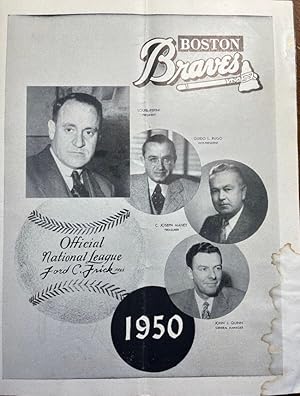 BOSTON
Braves
LOUIS PERINI
PRESIDENT
GUIDO L. RUGO
VICE-PRESIDENT
C. JOSEPH MANEY
TREASURER
Official
National League
Ford C. Frick PRES
JOHN J. QUINN
GENERAL MANAGER
1950